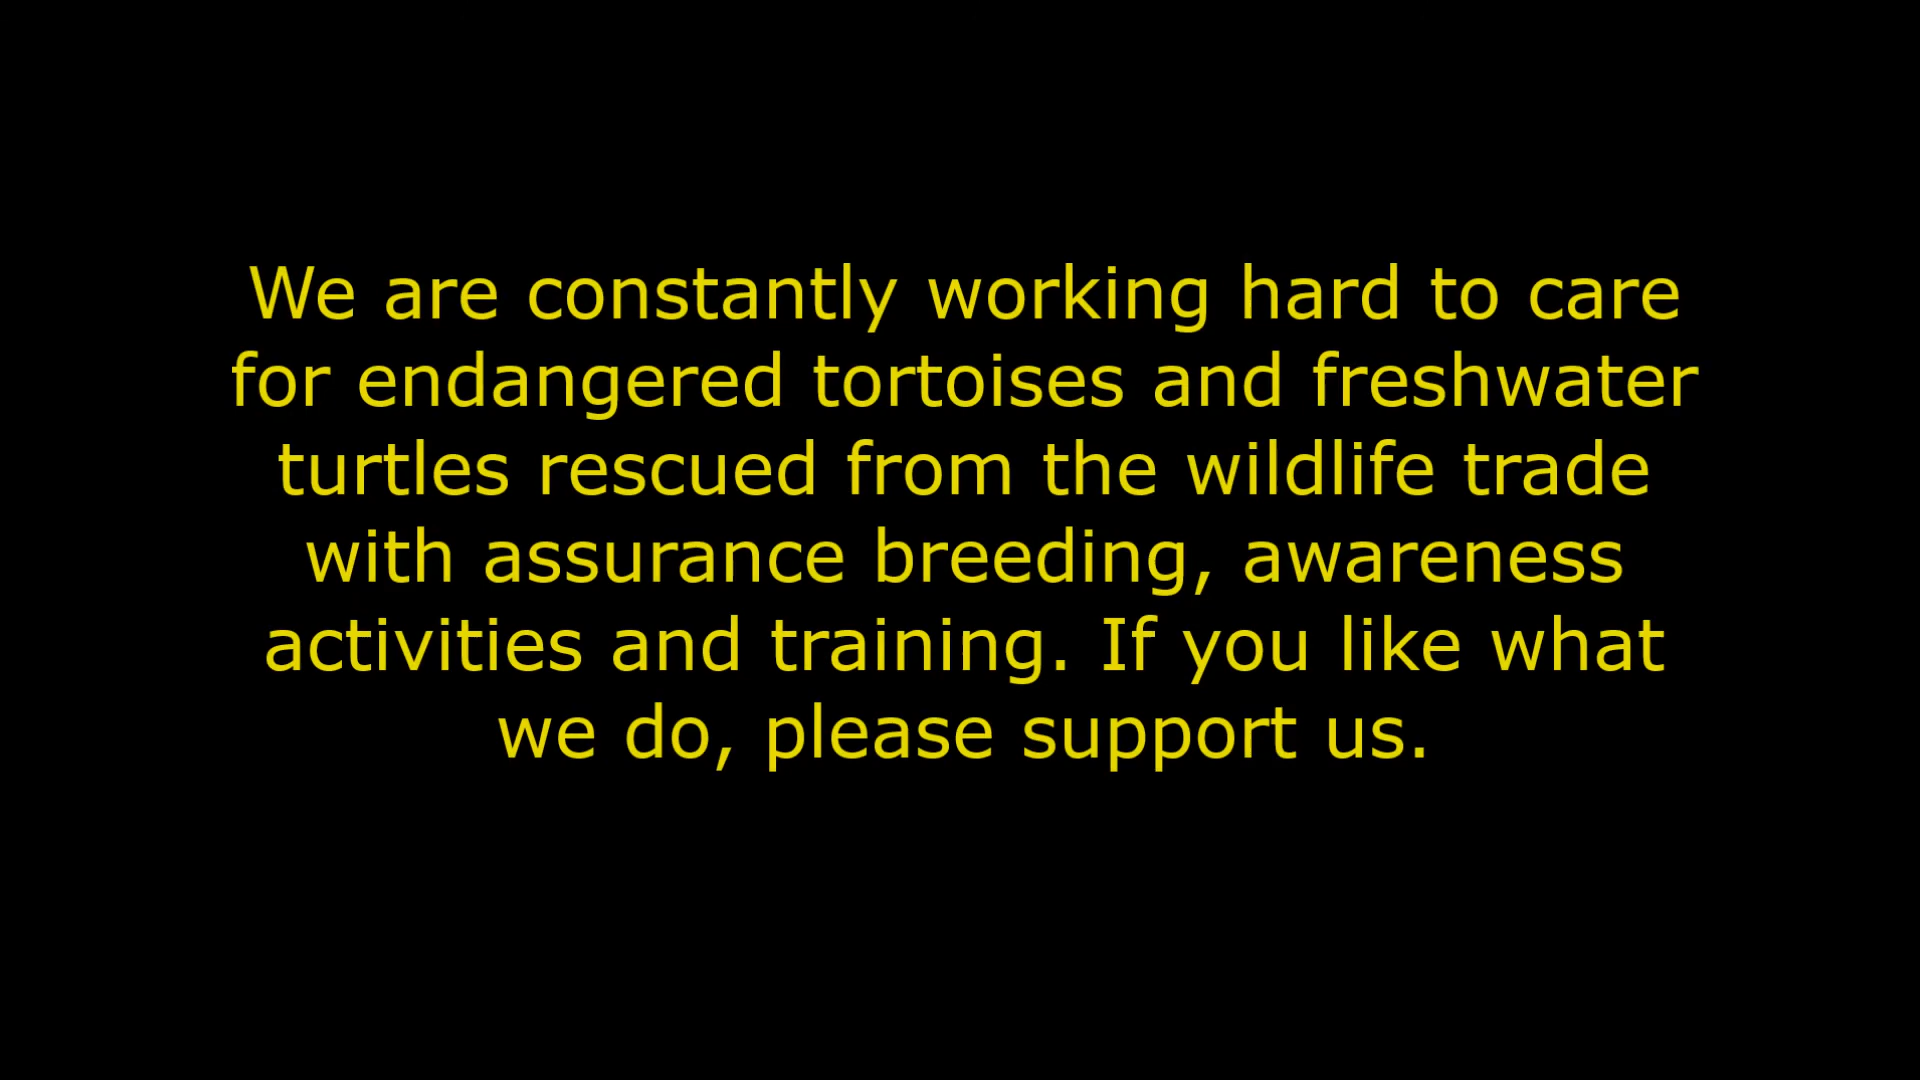 We are constantly working hard to care
for endangered tortoises and freshwater
turtles rescued from the wildlife trade
with assurance breeding, awareness
activities and training. If you like what
we do, please support us.